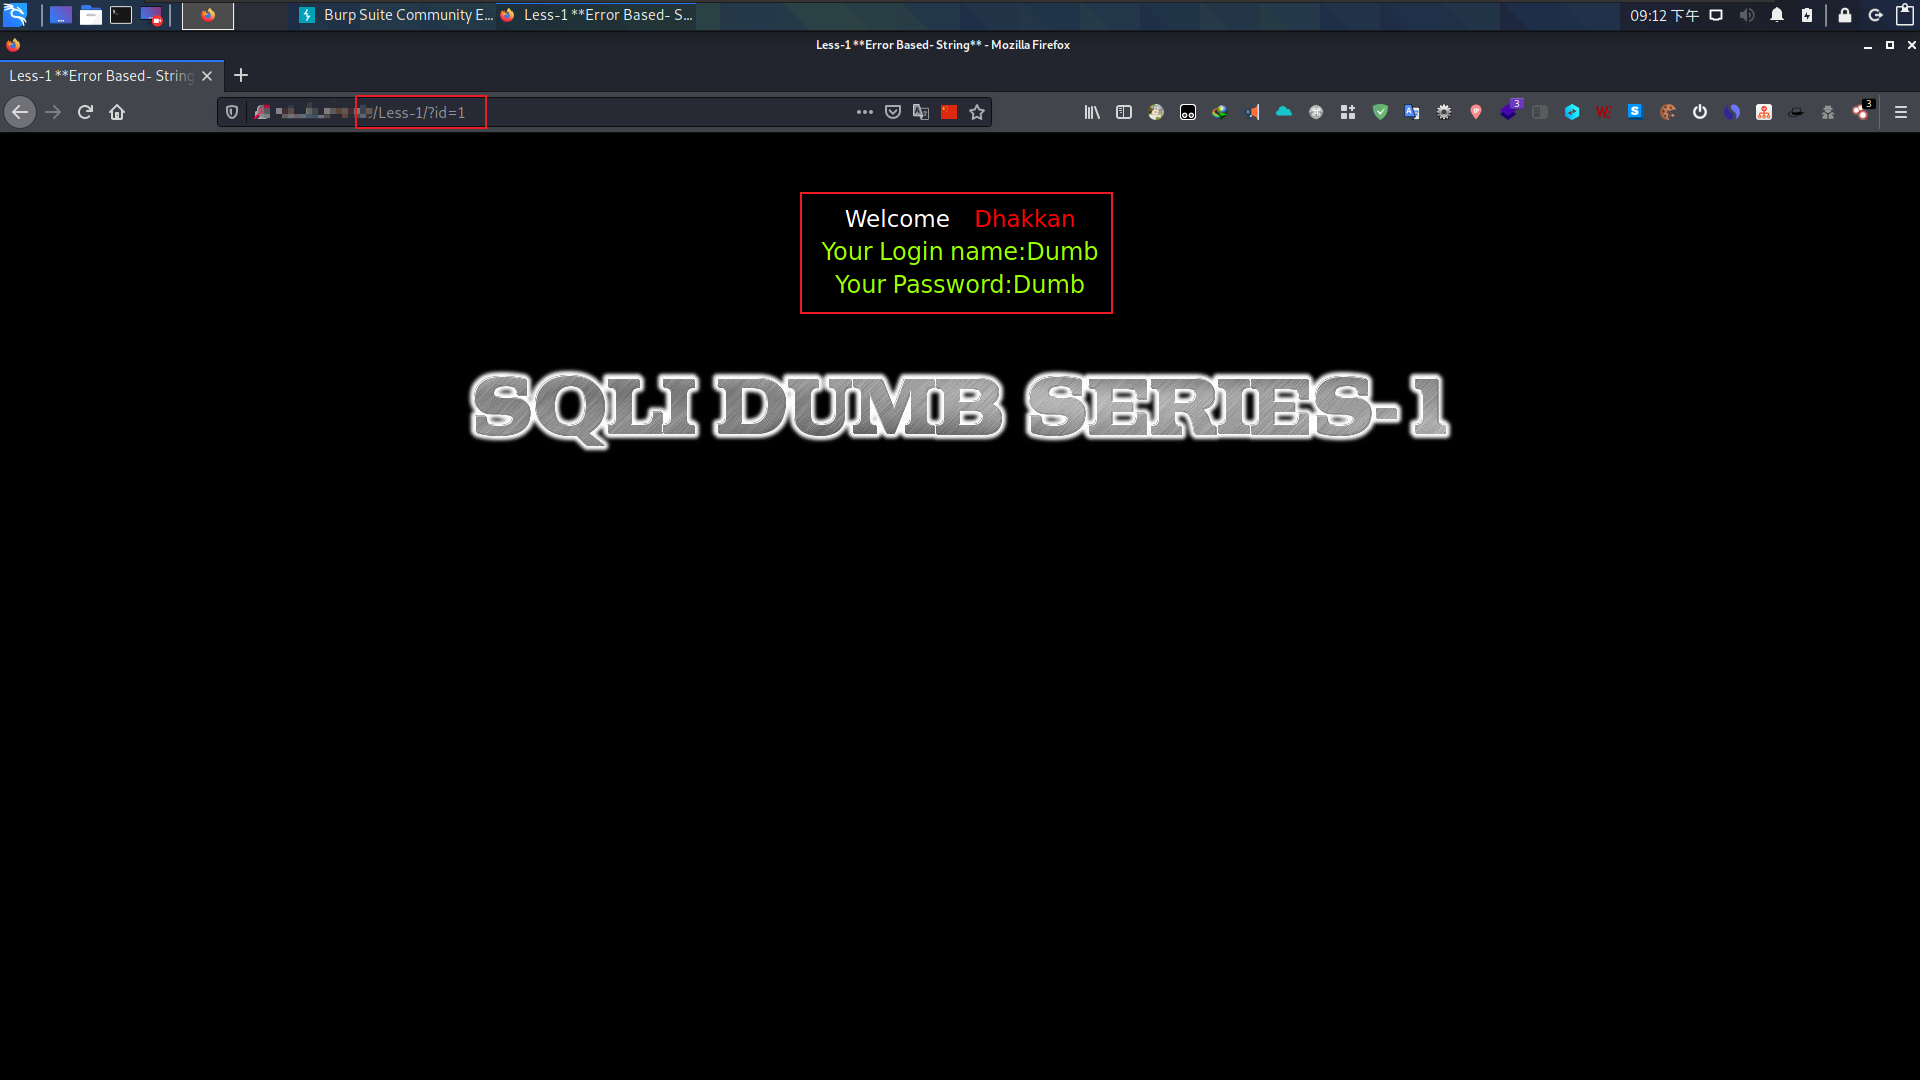 Burp Suite Community E...
Less-1 **Error Based- S...
09:12 下午
Less-1 **Error Based- String** - Mozilla Firefox
Less-1 **Error Based- String
/Less-1/?id=1
3
3
Welcome Dhakkan
Your Login name:Dumb
Your Password:Dumb
SQLI DUMB SERIES-1